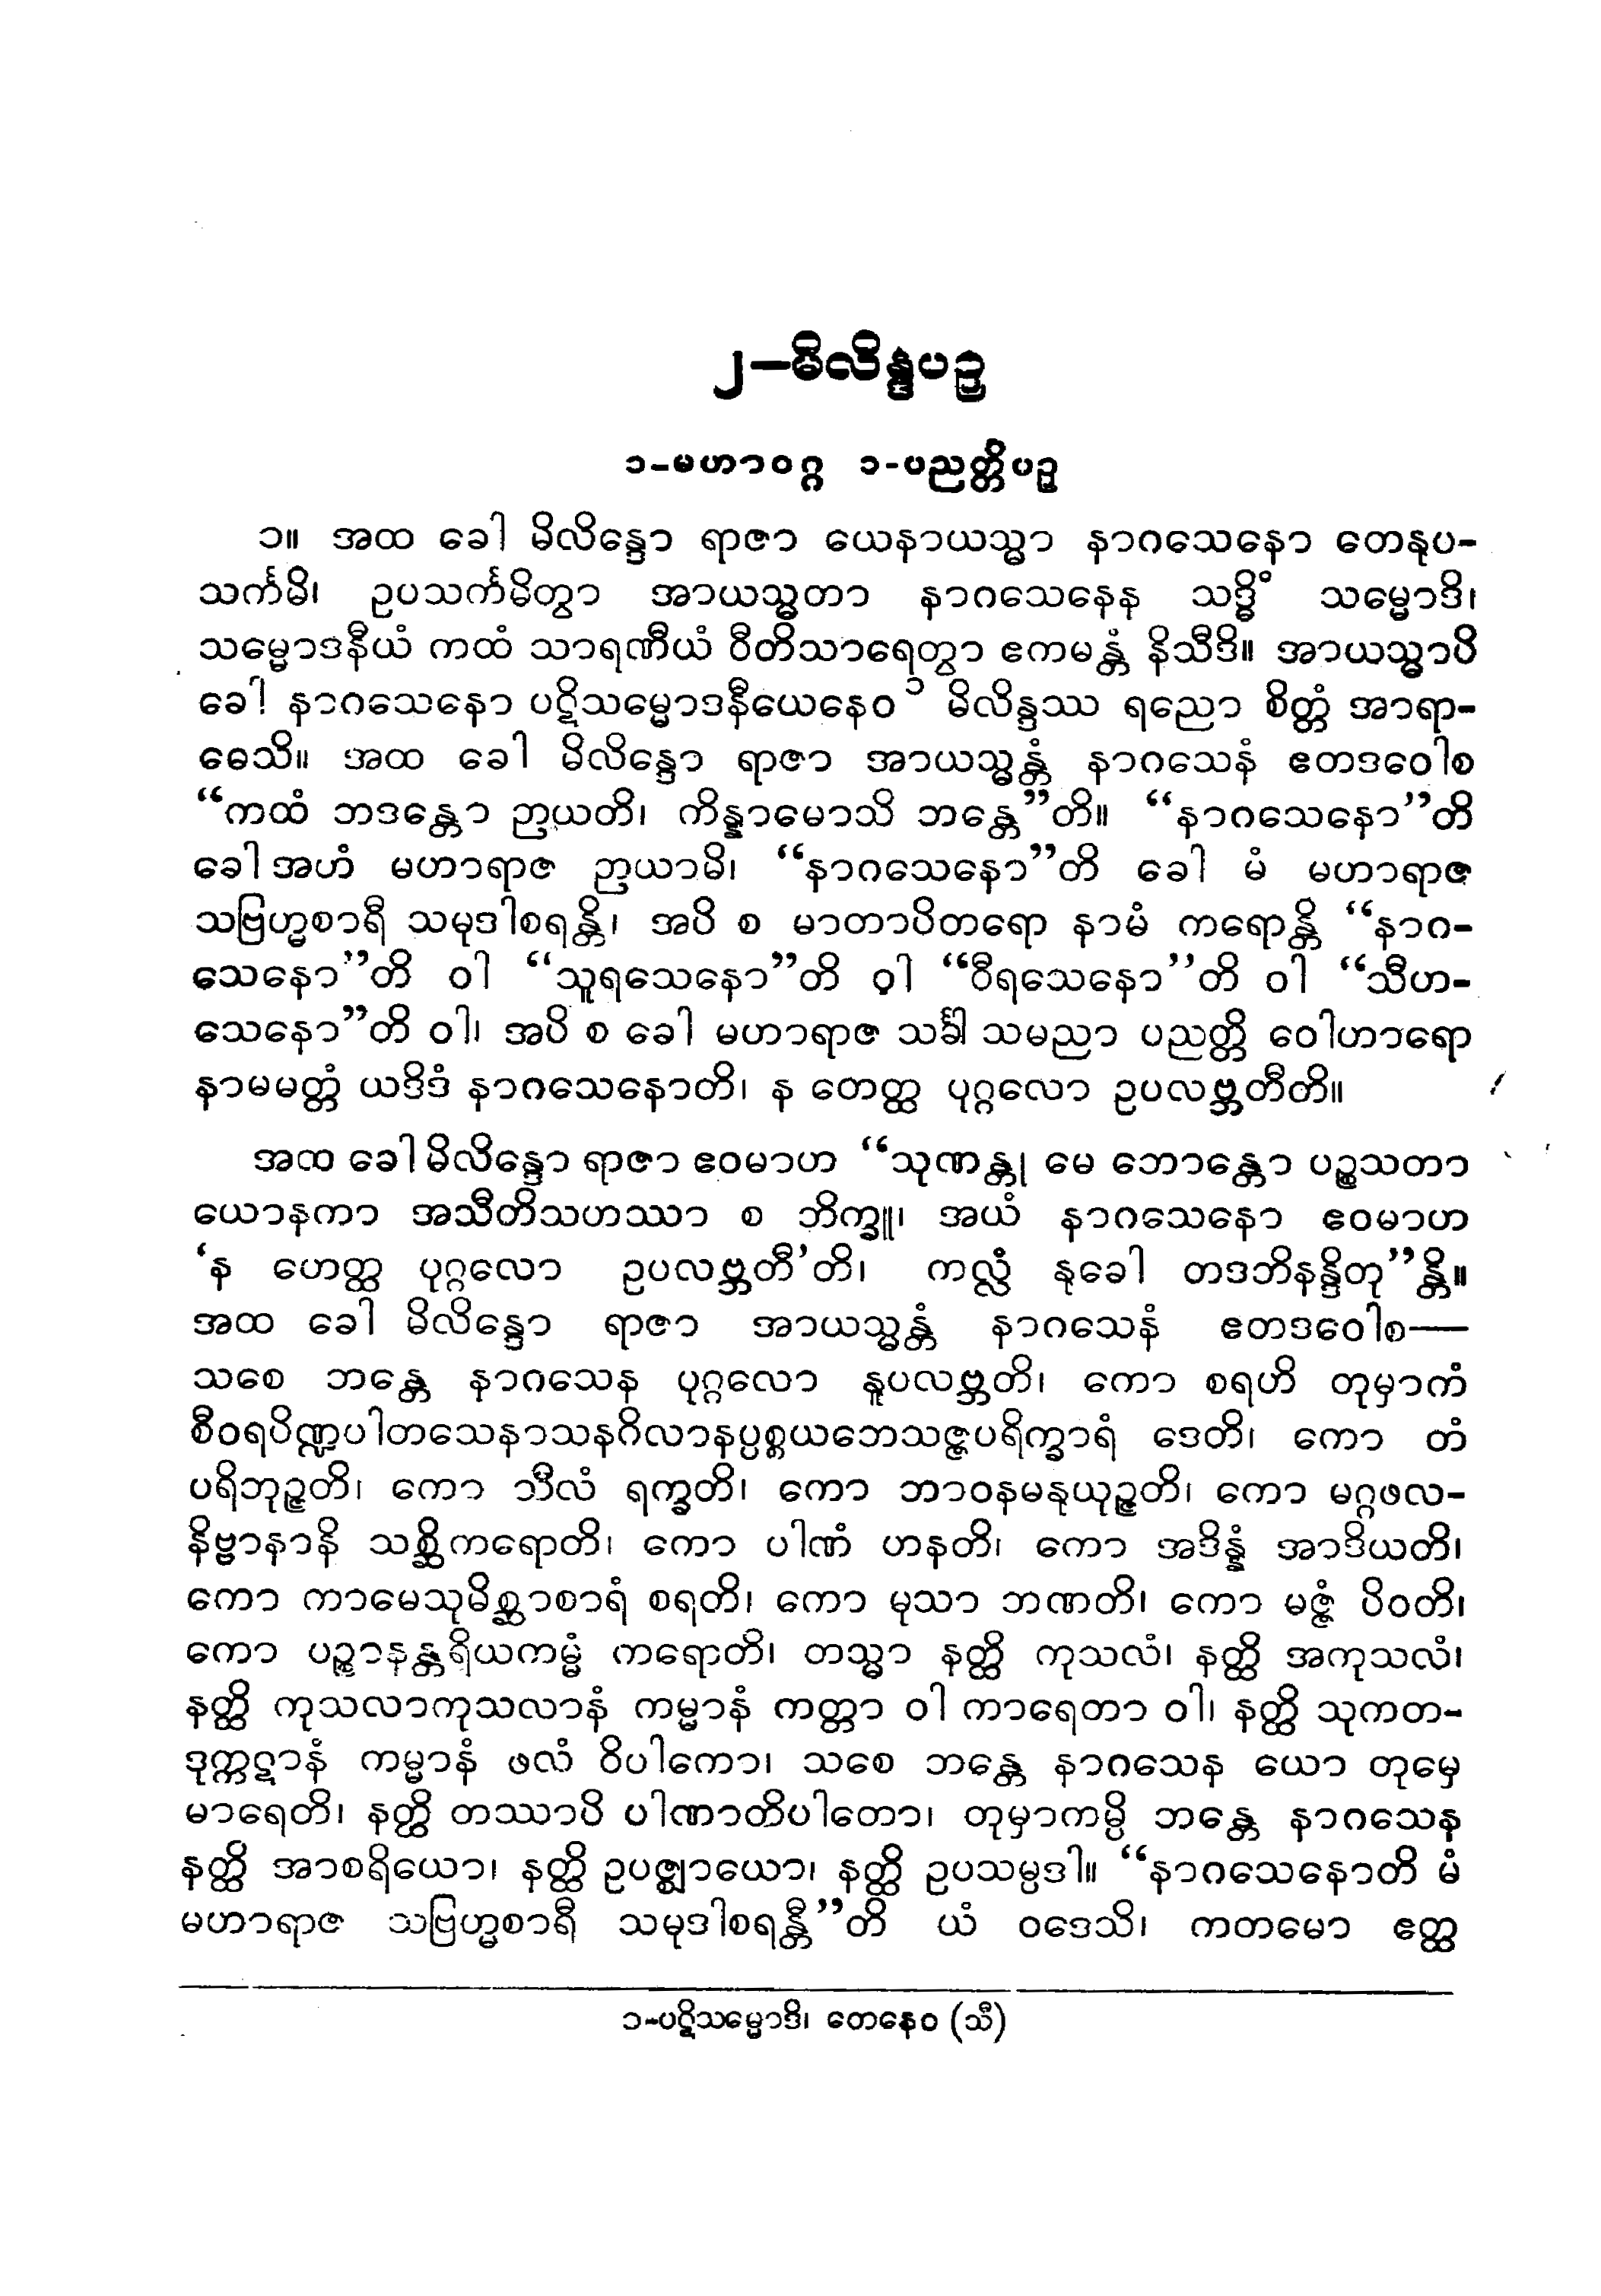 ၂–မိလိန္ဒပဉှ
၁–မဟာဝဂ္ဂ ၁-ပညတ္တိပဉှ
၁။ အထ ခေါ မိလိန္ဒော ရာဇာ ယေနာယသ္မာ နာဂသေနော တေနုပ-
သင်္ကမိ၊ ဥပသင်္ကမိတွာ အာယသ္မတာ နာဂသေနေန သဒ္ဓိံ သမ္မောဒိ၊
သမ္မောဒနီယံ ကထံ သာရဏီယံ ဝီတိသာရေတွာ ဧကမန္တံ နိသီဒိ။ အာယသ္မာပိ
ခေါ နာဂသေနော ပဋိသမ္မောဒနီယေနေဝ ၁ မိလိန္ဒဿ ရညော စိတ္တံ အာရာ-
ဓေသိ။ အထ ခေါ မိလိန္ဒော ရာဇာ အာယသ္မန္တံ နာဂသေနံ ဧတဒဝေါစ
“ကထံ ဘဒန္တော ဉာယတိ၊ ကိန္နာမောသိ ဘန္တေ”တိ။ “နာဂသေနော”တိ
ခေါ အဟံ မဟာရာဇ ဉာယာမိ၊ “နာဂသေနော”တိ ခေါ မံ မဟာရာဇ
သဗြဟ္မစာရီ သမုဒါစရန္တိ၊ အပိ စ မာတာပိတရော နာမံ ကရောန္တိ “နာဂ-
သေနော”တိ ဝါ “သူရသေနော”တိ ဝါ “ဝီရသေနော”တိ ဝါ “သီဟ-
သေနော”တိ ဝါ၊ အပိ စ ခေါ မဟာရာဇ သင်္ခါ သမညာ ပညတ္တိ ဝေါဟာရော
နာမမတ္တံ ယဒိဒံ နာဂသေနောတိ၊ န တေတ္ထ ပုဂ္ဂလော ဥပလဗ္ဘတီတိ။
အထ ခေါ မိလိန္ဒော ရာဇာ ဧဝမာဟ “သုဏန္တု မေ ဘောန္တော ပဉ္စသတာ
ယောနကာ အသီတိသဟဿာ စ ဘိက္ခူ၊ အယံ နာဂသေနော ဧဝမာဟ
‘န ဟေတ္ထ ပုဂ္ဂလော ဥပလဗ္ဘတီ’တိ၊ ကလ္လံ နုခေါ တဒဘိနန္ဒိတု”န္တိ။
အထ ခေါ မိလိန္ဒော ရာဇာ အာယသ္မန္တံ နာဂသေနံ ဧတဒဝေါစ—
သစေ ဘန္တေ နာဂသေန ပုဂ္ဂလော နူပလဗ္ဘတိ၊ ကော စရဟိ တုမှာကံ
စီဝရပိဏ္ဍပါတသေနာသနဂိလာနပ္ပစ္စယဘေသဇ္ဇပရိက္ခာရံ ဒေတိ၊ ကော တံ
ပရိဘုဉ္ဇတိ၊ ကော သီလံ ရက္ခတိ၊ ကော ဘာဝနမနုယုဉ္ဇတိ၊ ကော မဂ္ဂဖလ-
နိဗ္ဗာနာနိ သစ္ဆိကရောတိ၊ ကော ပါဏံ ဟနတိ၊ ကော အဒိန္နံ အာဒိယတိ၊
ကော ကာမေသုမိစ္ဆာစာရံ စရတိ၊ ကော မုသာ ဘဏတိ၊ ကော မဇ္ဇံ ပိဝတိ၊
ကော ပဉ္စာနန္တရိယကမ္မံ ကရောတိ၊ တသ္မာ နတ္ထိ ကုသလံ၊ နတ္ထိ အကုသလံ၊
နတ္ထိ ကုသလာကုသလာနံ ကမ္မာနံ ကတ္တာ ဝါ ကာရေတာ ဝါ၊ နတ္ထိ သုကတ-
ဒုက္ကဋာနံ ကမ္မာနံ ဖလံ ဝိပါကော၊ သစေ ဘန္တေ နာဂသေန ယော တုမှေ
မာရေတိ၊ နတ္ထိ တဿာပိ ပါဏာတိပါတော၊ တုမှာကမ္ပိ ဘန္တေ နာဂသေန
နတ္ထိ အာစရိယော၊ နတ္ထိ ဥပဇ္ဈာယော၊ နတ္ထိ ဥပသမ္ပဒါ။ “နာဂသေနောတိ မံ
မဟာရာဇ သဗြဟ္မစာရီ သမုဒါစရန္တီ”တိ ယံ ဝဒေသိ၊ ကတမော ဧတ္ထ
၁-ပဋိသမ္မောဒိ၊ တေနေဝ (သီ)